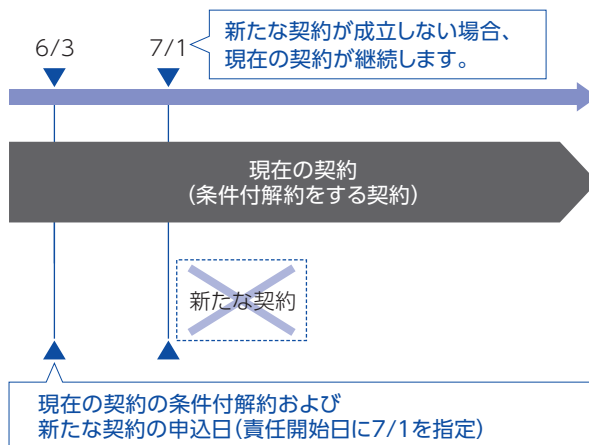 6/3
7/1
新たな契約が成立しない場合、
現在の契約が継続します。
現在の契約
(条件付解約をする契約)
新たな契約
現在の契約の条件付解約および
新たな契約の申込日(責任開始日に7/1を指定)